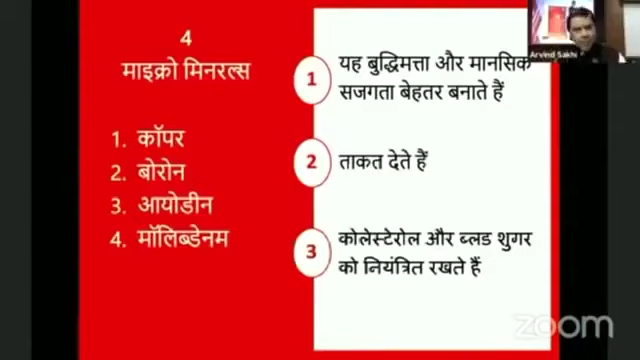 4
माइक्रो मिनरल्स
1. कॉपर
2. बोरोन
3. आयोडीन
4. मॉलिब्डेनम
1
यह बुद्धिमत्ता और मानसिक
सजगता बेहतर बनाते हैं
2
ताकत देते हैं
3
कोलेस्टेरोल और ब्लड शुगर
को नियंत्रित रखते हैं
Arvind Sakhi
zoom